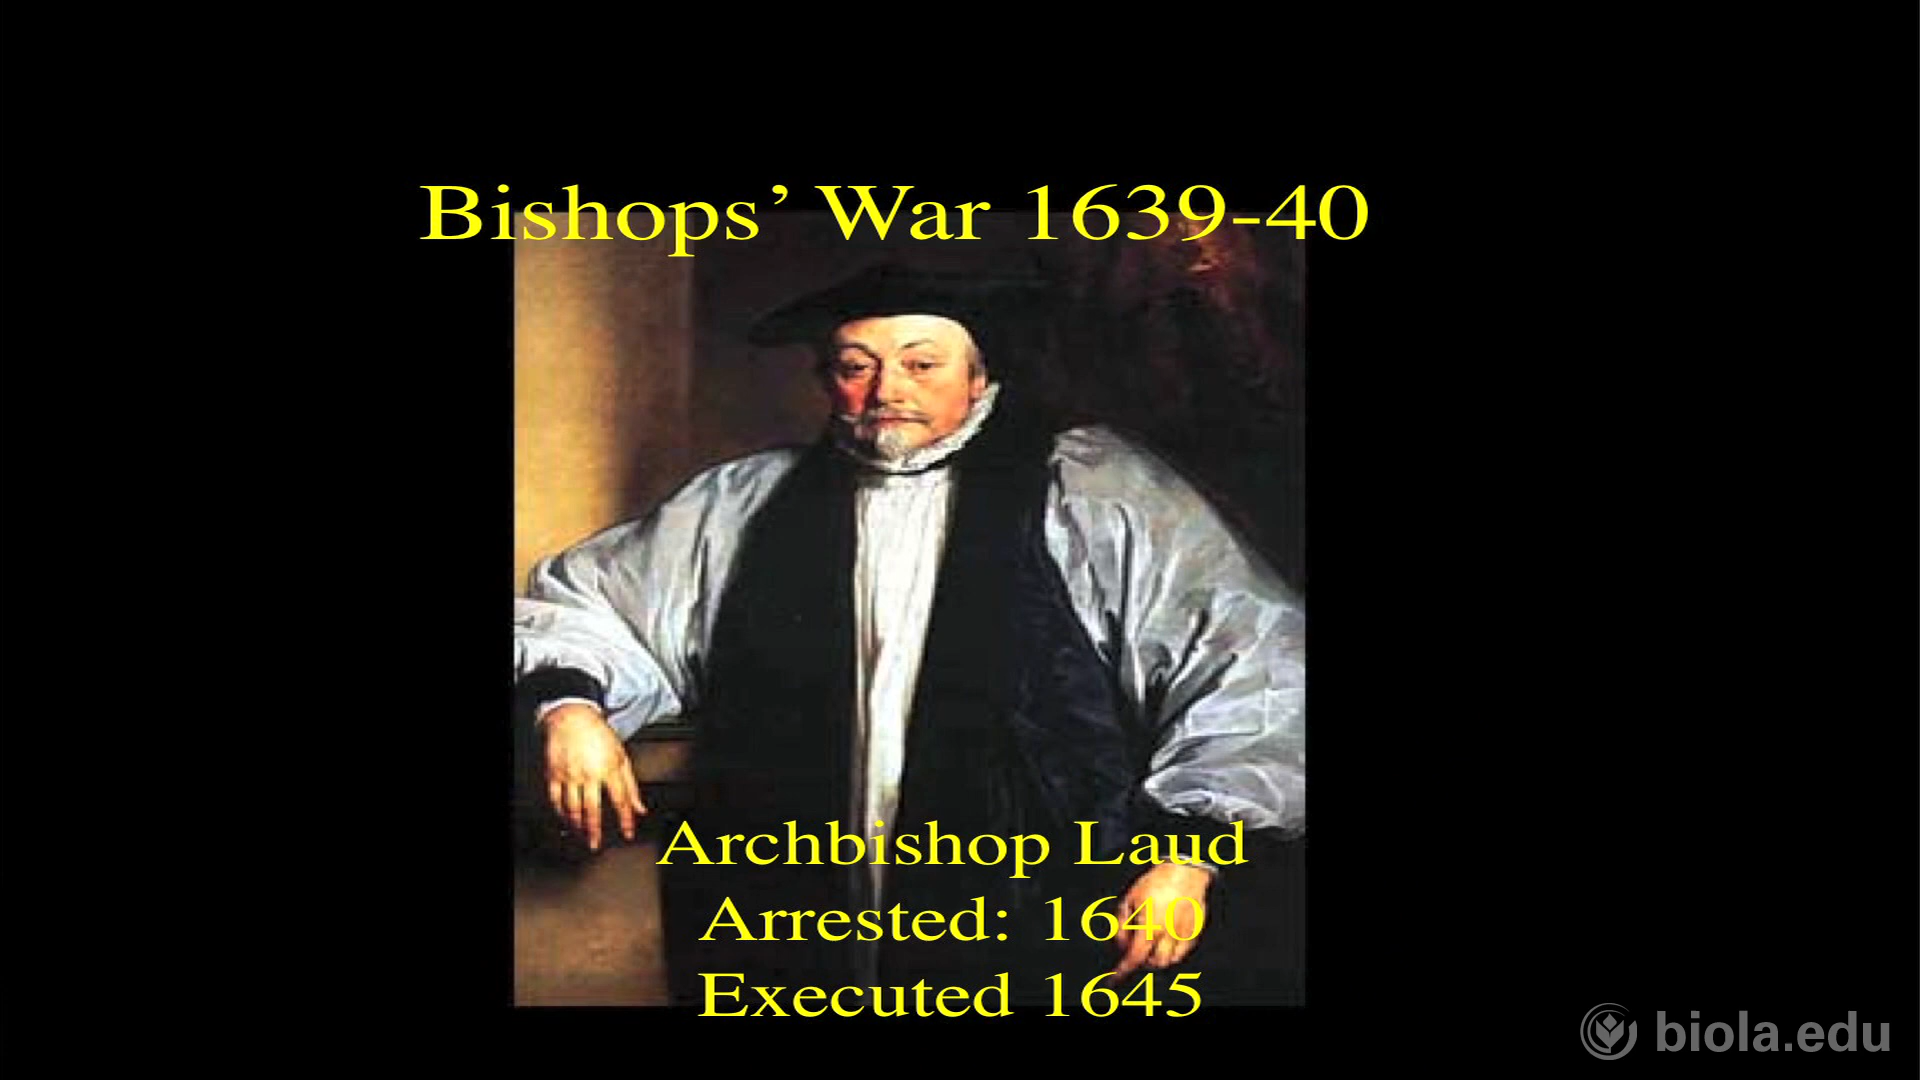 Bishops’ War 1639-40
Archbishop Laud
Arrested: 1640
Executed 1645
biola.edu